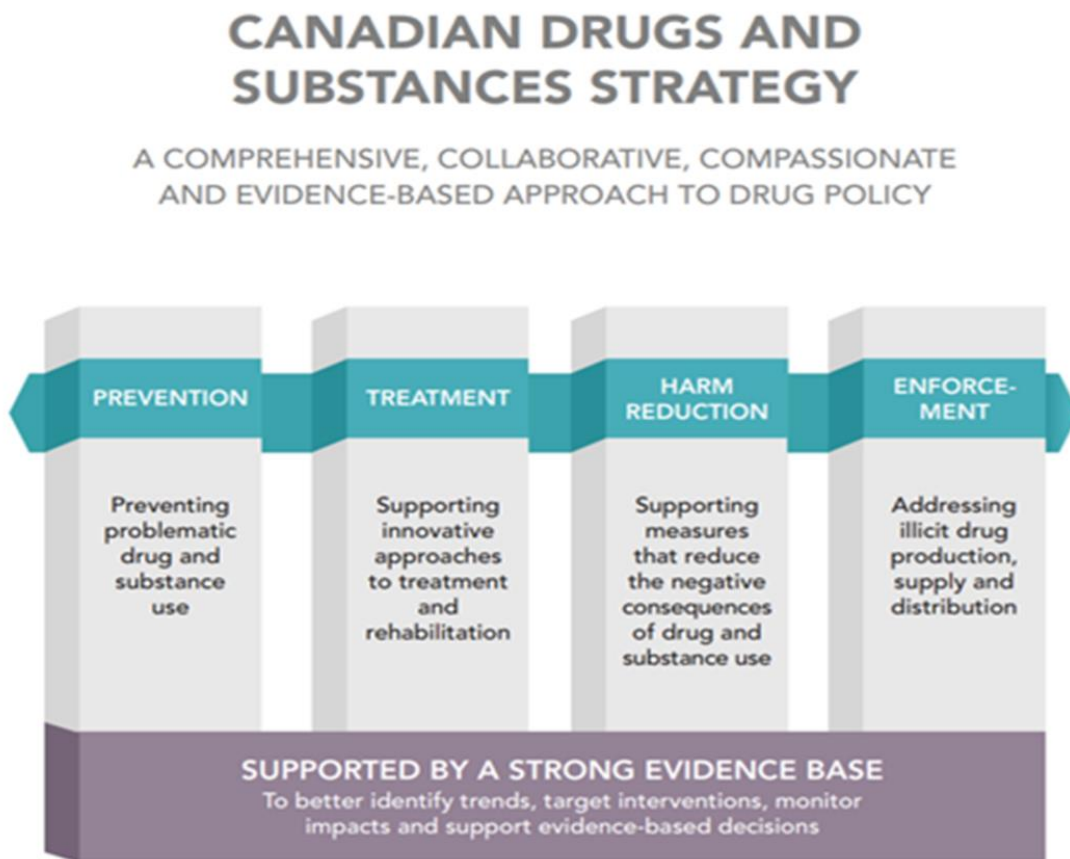 CANADIAN DRUGS AND
SUBSTANCES STRATEGY
A COMPREHENSIVE, COLLABORATIVE, COMPASSIONATE
AND EVIDENCE-BASED APPROACH TO DRUG POLICY
PREVENTION
Preventing
problematic
drug and
substance
use
TREATMENT
Supporting
innovative
approaches
to treatment
and
rehabilitation
HARM
REDUCTION
Supporting
measures
that reduce
the negative
consequences
of drug and
substance use
ENFORCE-
MENT
Addressing
illicit drug
production,
supply and
distribution
SUPPORTED BY A STRONG EVIDENCE BASE
To better identify trends, target interventions, monitor
impacts and support evidence-based decisions